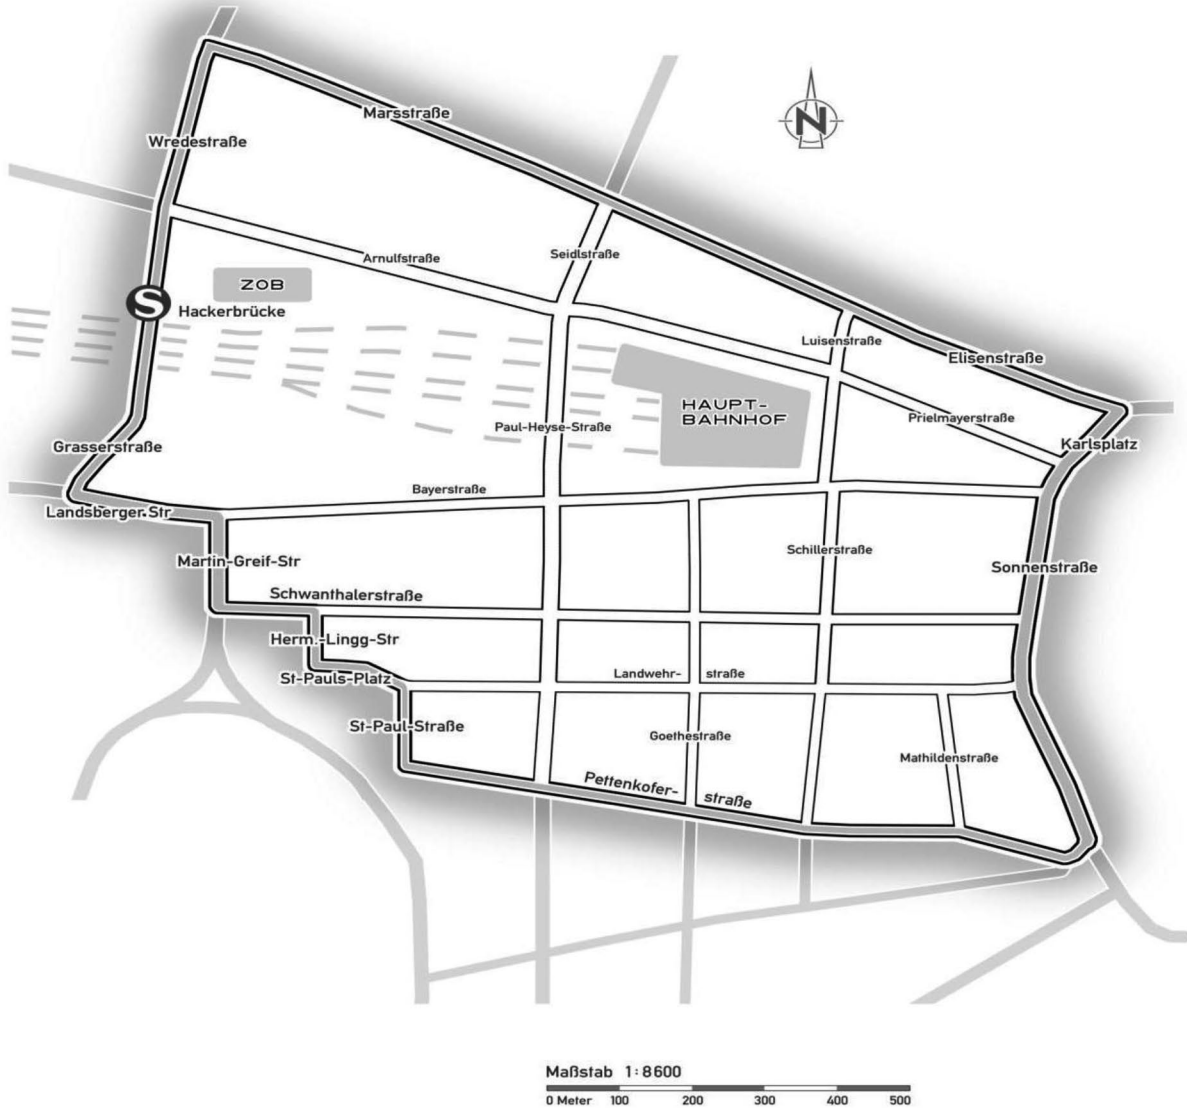 Marsstraße
N
Wredestraße
Seidlstraße
Arnulfstraße
ZOB
S
Hackerbrücke
Luisenstraße
Elisenstraße
HAUPT-
BAHNHOF
Prielmayerstraße
Paul-Heyse-Straße
Karlsplatz
Grasserstraße
Bayerstraße
Landsberger Str
Schillerstraße
Martin-Greif-Str
Sonnenstraße
Schwanthalerstraße
Herm.-Lingg-Str
Landwehr- straße
St-Pauls-Platz
St-Paul-Straße
Goethestraße
Mathildenstraße
Pettenkofer- straße
Maßstab 1:8600
0 Meter 100 200 300 400 500